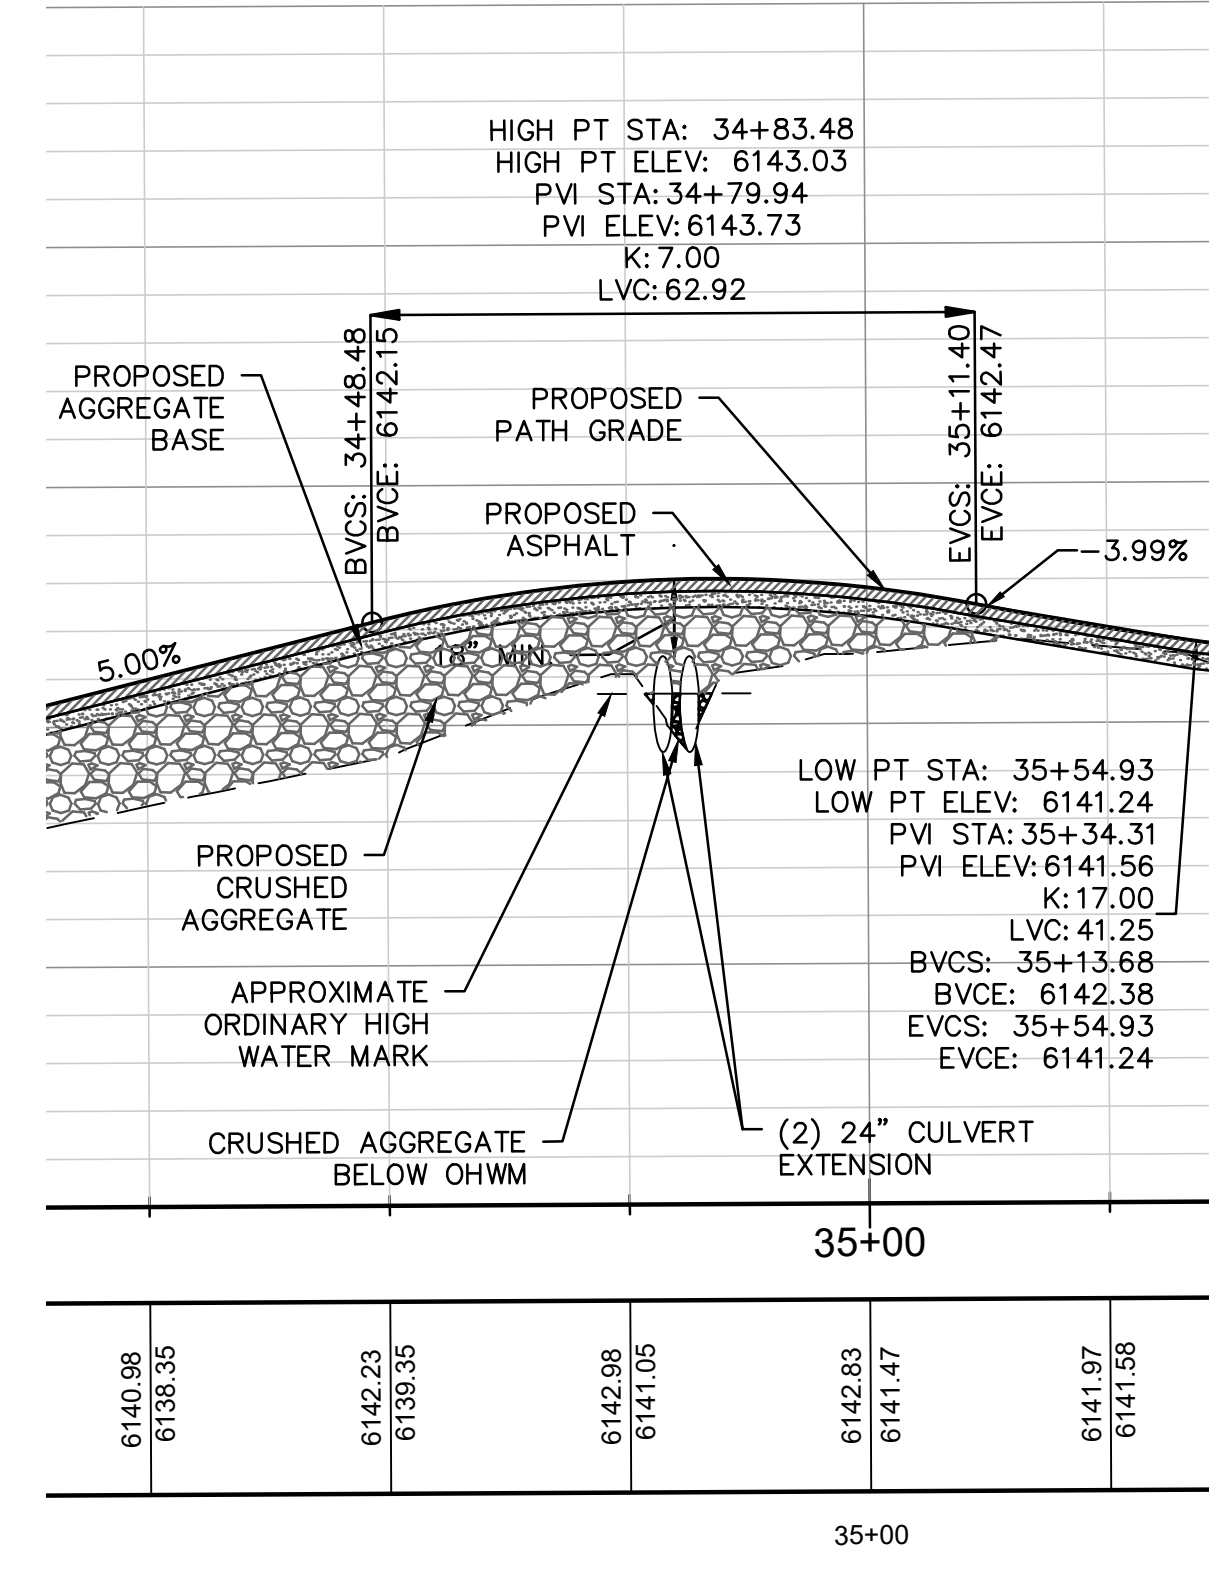 HIGH PT STA: 34+83.48
HIGH PT ELEV: 6143.03
PVI STA: 34+79.94
PVI ELEV: 6143.73
K: 7.00
LVC: 62.92
BVCS: 34+48.48
BVCE: 6142.15
EVCS: 35+11.40
EVCE: 6142.47
PROPOSED
AGGREGATE
BASE
PROPOSED
PATH GRADE
PROPOSED
ASPHALT
-3.99%
5.00%
18" MIN.
LOW PT STA: 35+54.93
LOW PT ELEV: 6141.24
PVI STA: 35+34.31
PVI ELEV: 6141.56
K: 17.00
LVC: 41.25
BVCS: 35+13.68
BVCE: 6142.38
EVCS: 35+54.93
EVCE: 6141.24
PROPOSED
CRUSHED
AGGREGATE
APPROXIMATE
ORDINARY HIGH
WATER MARK
CRUSHED AGGREGATE
BELOW OHWM
(2) 24" CULVERT
EXTENSION
35+00
6140.98
6138.35
6142.23
6139.35
6142.98
6141.05
6142.83
6141.47
6141.97
6141.58
35+00